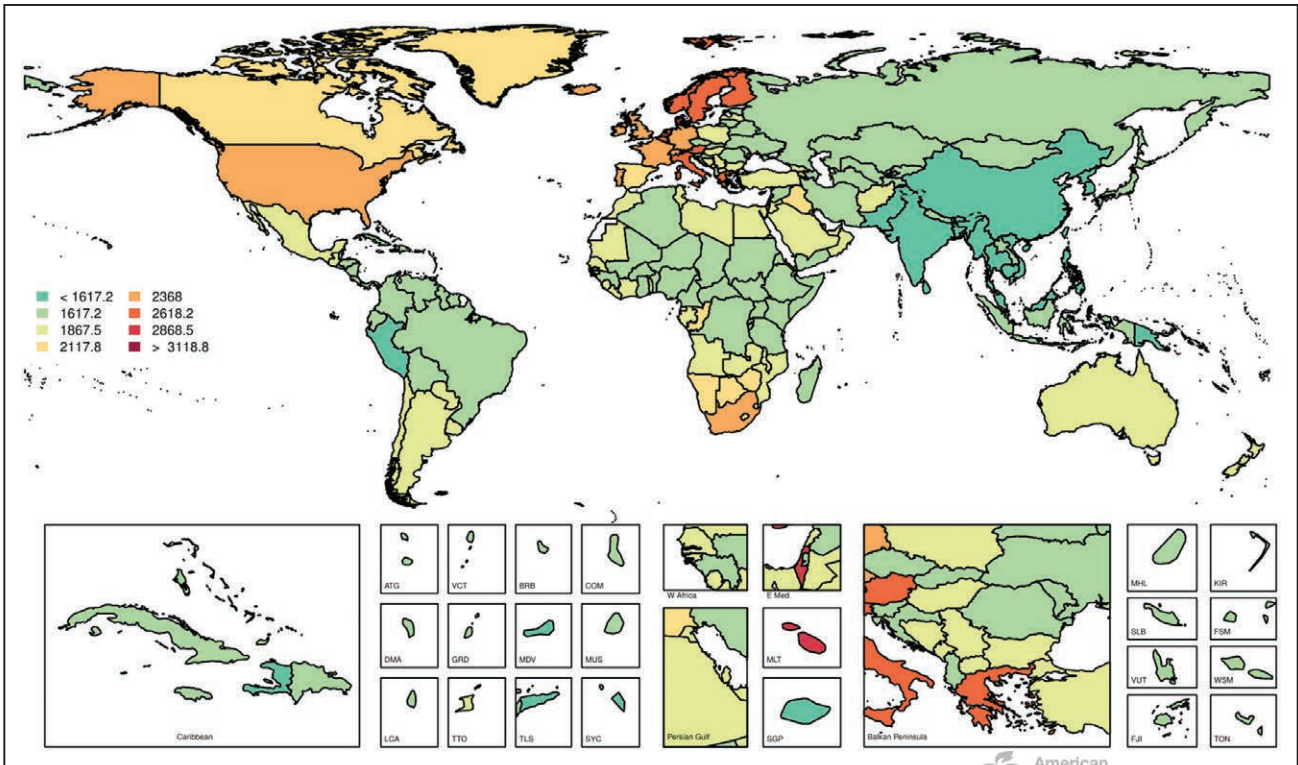 < 1617.2 2368
1617.2 2618.2
1867.5 2868.5
2117.8 > 3118.8
ATG VCT BRB COM
W Africa E Med.
MHL KIR
DMA GRD MDV MUS
MLT
SLB FSM
LCA TTO TLS SYC
VUT WSM
Caribbean
Persian Gulf SGP Balkan Peninsula
FJI TON
American